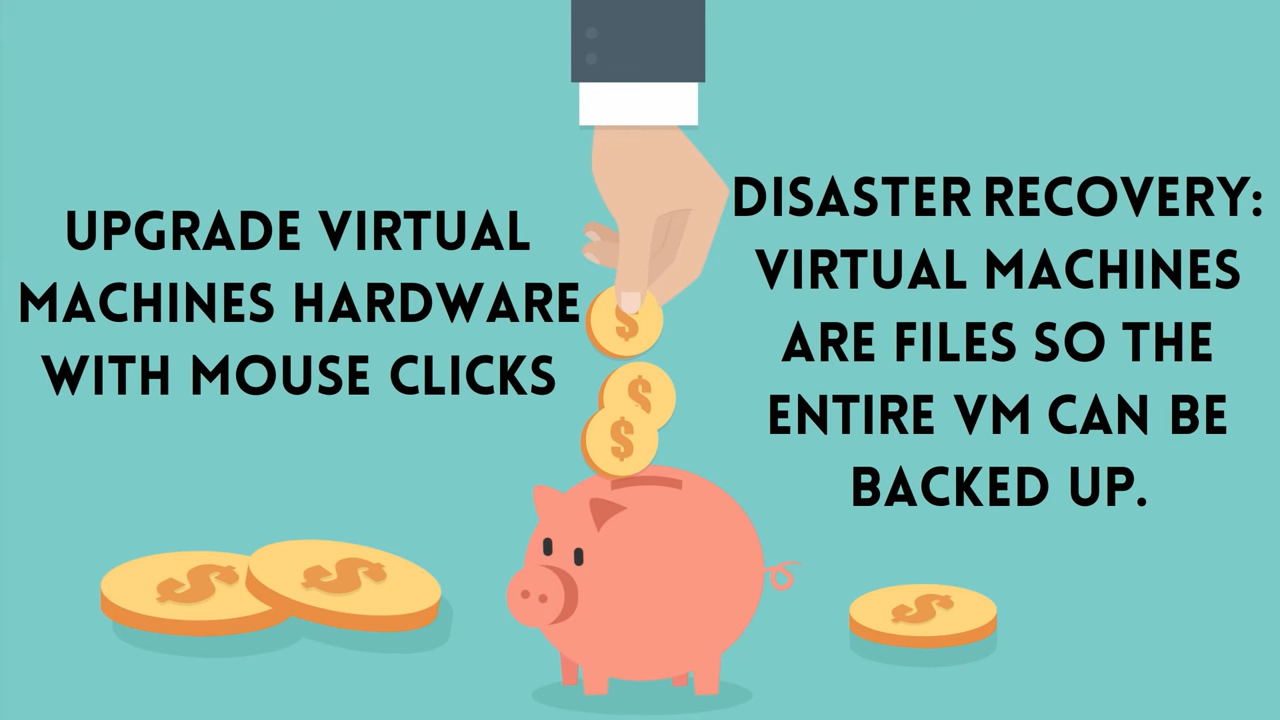 UPGRADE VIRTUAL
MACHINES HARDWARE
WITH MOUSE CLICKS
DISASTER RECOVERY:
VIRTUAL MACHINES
ARE FILES SO THE
ENTIRE VM CAN BE
BACKED UP.
$
$
$
$
$
$